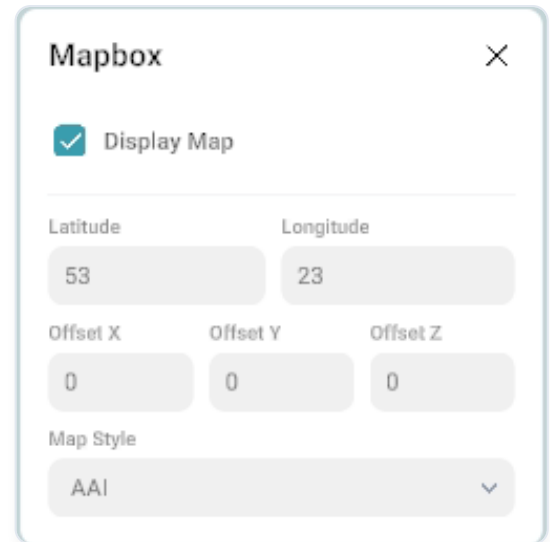 Mapbox
Display Map
Latitude Longitude
53 23
Offset X Offset Y Offset Z
0 0 0
Map Style
AAI